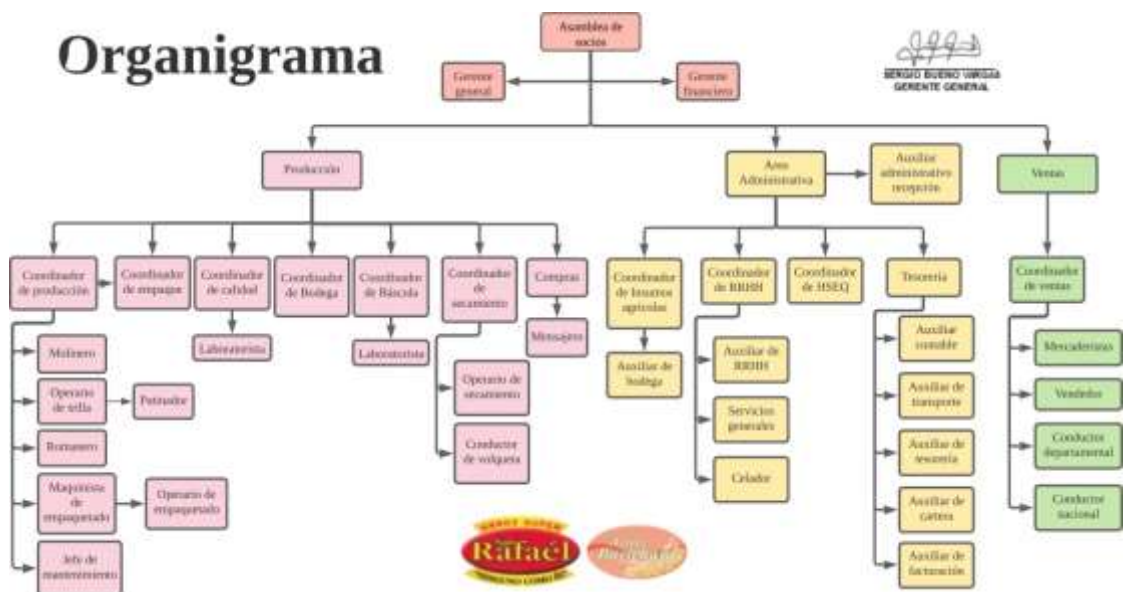 Organigrama
Asamblea de
socios
Gerente
general
Gerente
financiero
SERGIO BUENO VARGAS
GERENTE GENERAL
Producción
Area
Administrativa
Auxiliar
administrativo
recepción
Ventas
Coordinador
de producción
Coordinador
de empaque
Coordinador
de calidad
Coordinador
de Bodega
Coordinador
de Báscula
Coordinador
de
secamiento
Compras
Coordinador
de Insumos
agrícolas
Coordinador
de RRHH
Coordinador
de HSEQ
Tesorería
Coordinador
de ventas
Molinero
Laboratorista
Laboratorista
Mensajero
Auxiliar de
bodega
Auxiliar de
RRHH
Auxiliar
contable
Mercaderistas
Operario
de trilla
Patinador
Operario de
secamiento
Servicios
generales
Auxiliar de
transporte
Vendedor
Romanero
Conductor
de volqueta
Celador
Auxiliar de
tesorería
Conductor
departamental
Maquinista
de
empaquetado
Operario de
empaquetado
Auxiliar de
cartera
Conductor
nacional
Jefe de
mantenimiento
Auxiliar de
facturación
ARROZ SUPER
Rafael